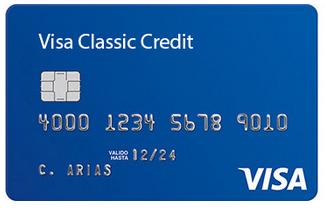 Visa Classic Credit
4000 1234 5678 9010
VALIDO HASTA 12/24
C. ARIAS
VISA